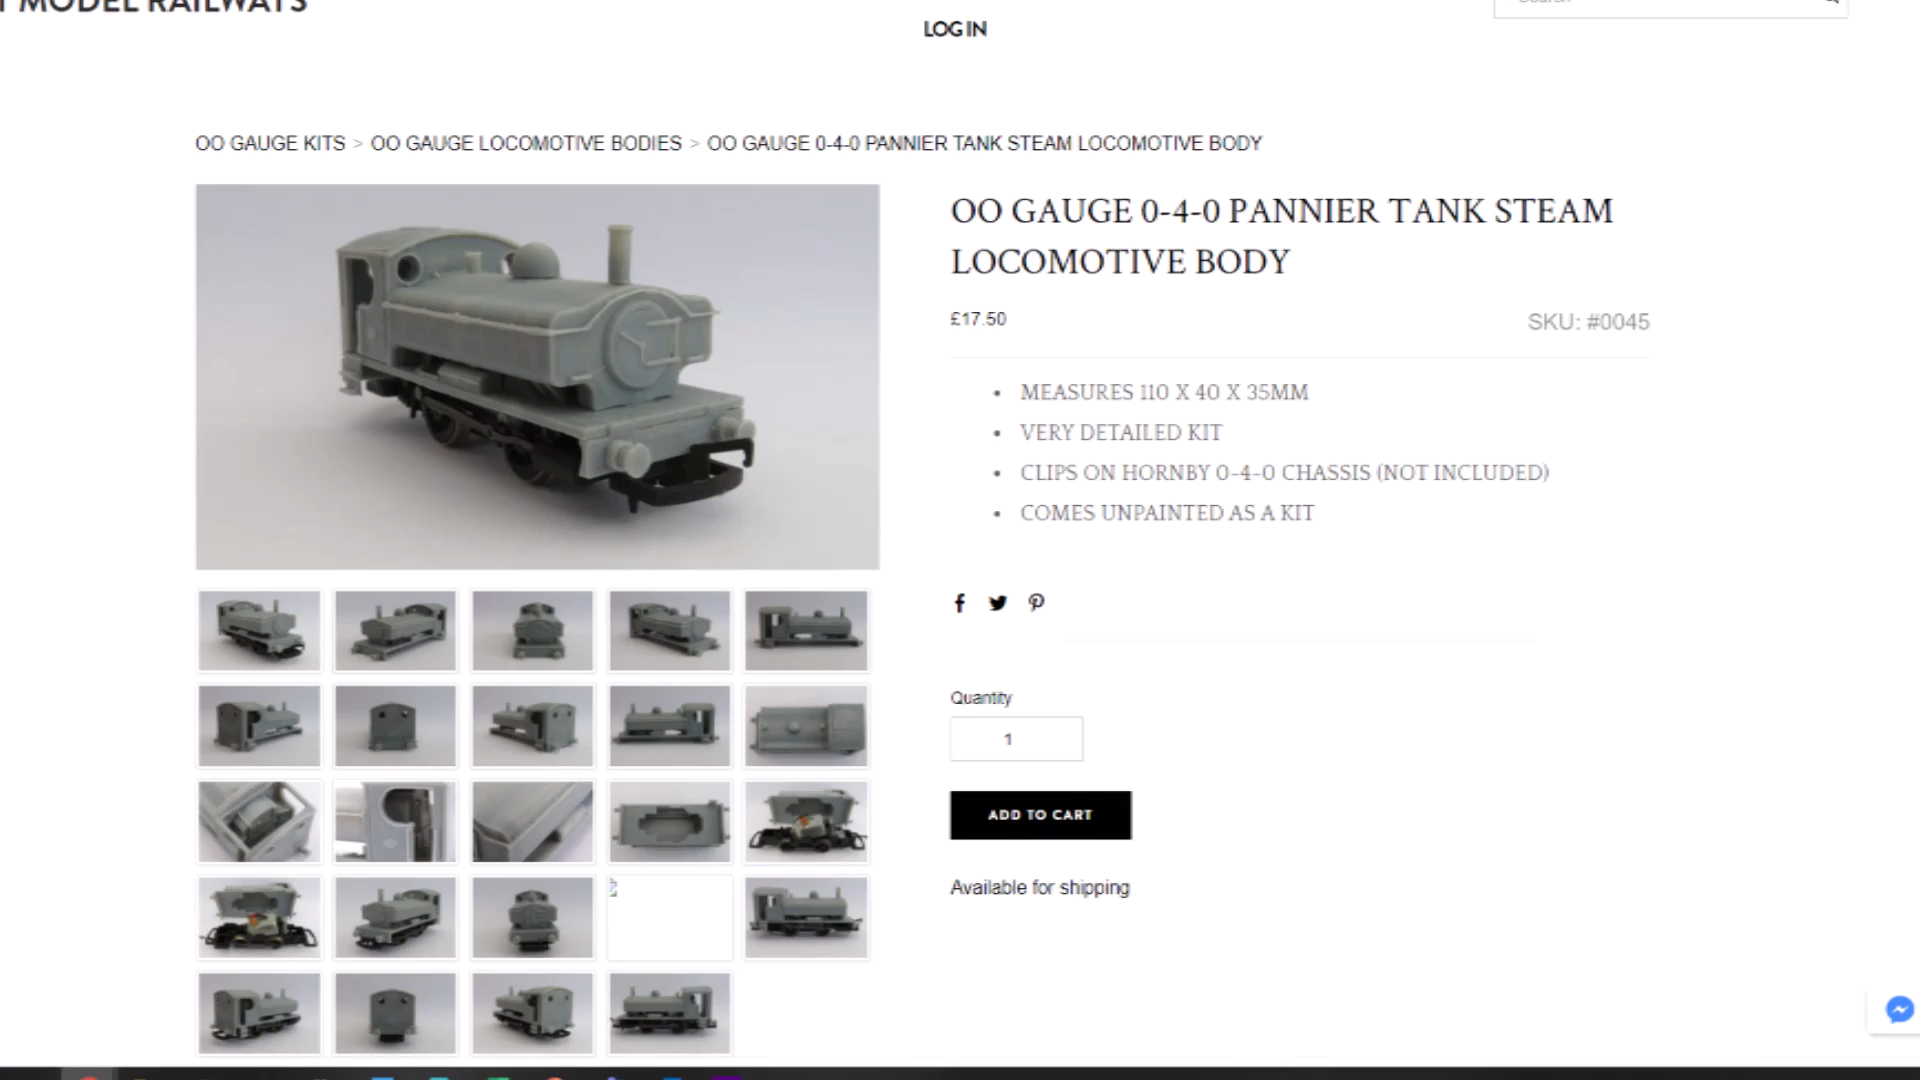 MODEL RAILWAYS
LOG IN
OO GAUGE KITS > OO GAUGE LOCOMOTIVE BODIES > OO GAUGE 0-4-0 PANNIER TANK STEAM LOCOMOTIVE BODY
OO GAUGE 0-4-0 PANNIER TANK STEAM
LOCOMOTIVE BODY
£17.50
SKU: #0045
• MEASURES 110 X 40 X 35MM
• VERY DETAILED KIT
• CLIPS ON HORNBY 0-4-0 CHASSIS (NOT INCLUDED)
• COMES UNPAINTED AS A KIT
Quantity
1
ADD TO CART
Available for shipping